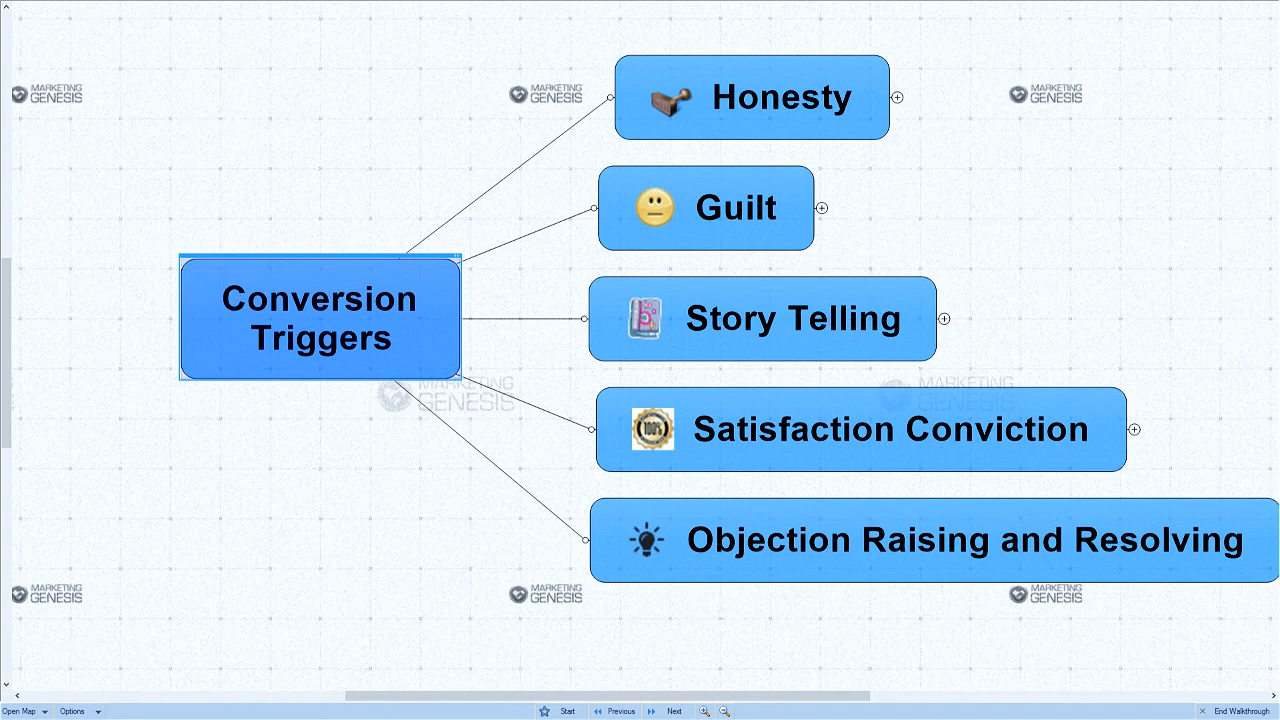 MARKETING
GENESIS
MARKETING
GENESIS
MARKETING
GENESIS
Honesty
Guilt
Conversion
Triggers
Story Telling
MARKETING
GENESIS
MARKETING
GENESIS
100%
Satisfaction Conviction
Objection Raising and Resolving
MARKETING
GENESIS
MARKETING
GENESIS
MARKETING
GENESIS
Open Map
Options
Start
Previous
Next
End Walkthrough